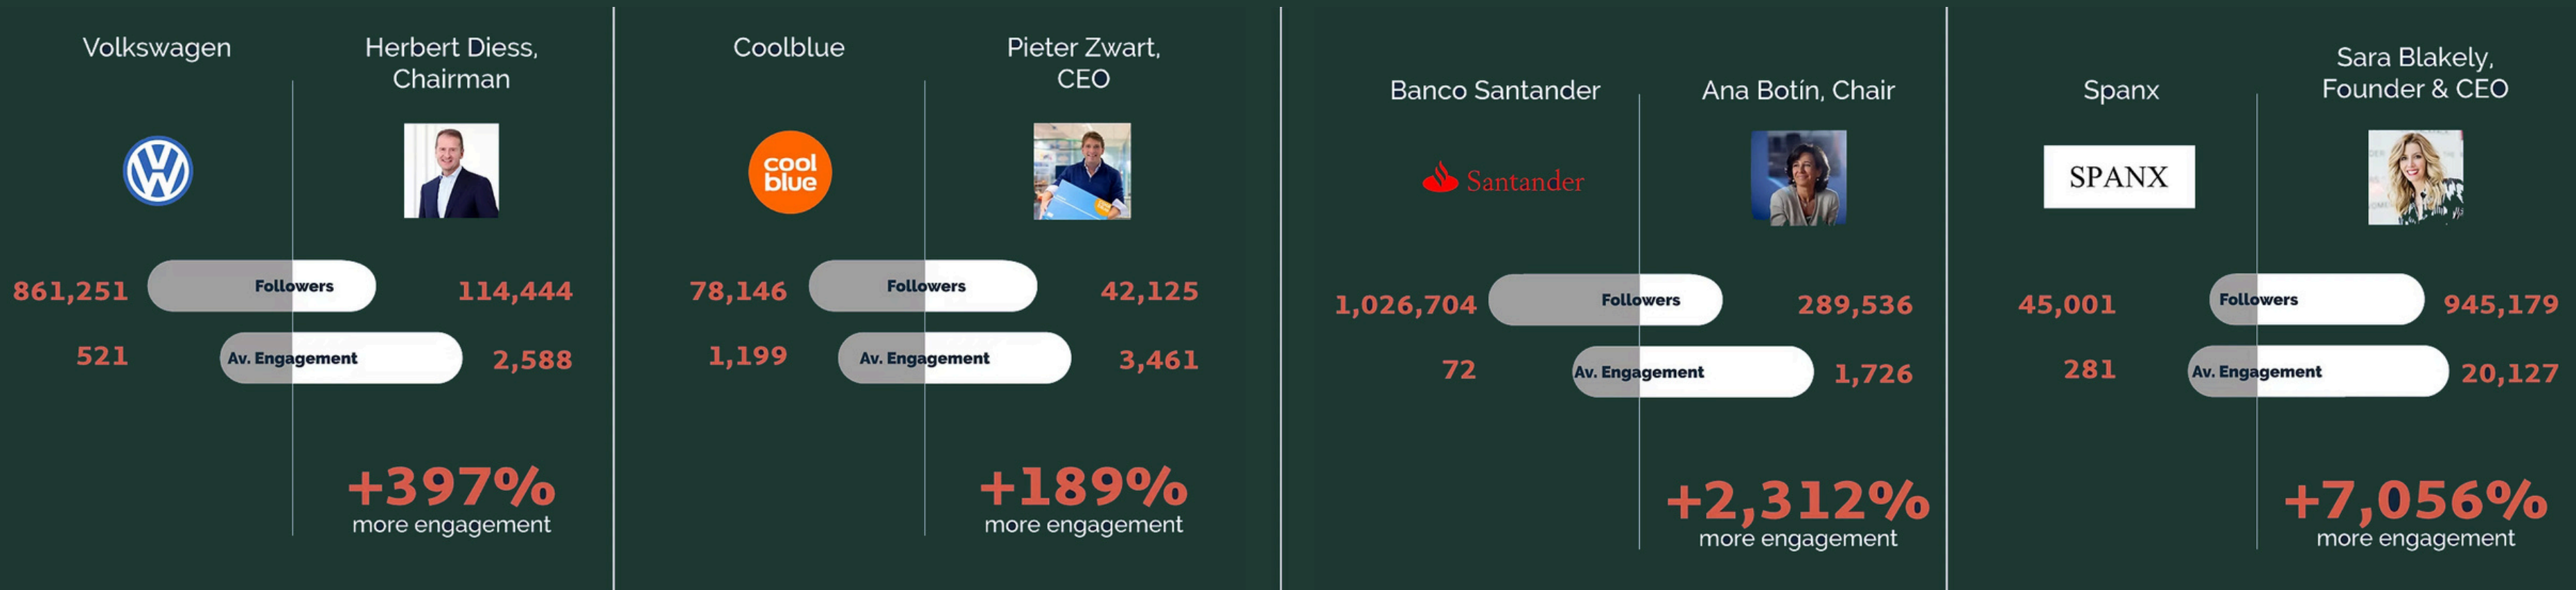 Volkswagen
Herbert Diess,
Chairman
861,251
Followers
114,444
521
Av. Engagement
2,588
+397%
more engagement
Coolblue
Pieter Zwart,
CEO
cool
blue
78,146
Followers
42,125
1,199
Av. Engagement
3,461
+189%
more engagement
Banco Santander
Ana Botín, Chair
Santander
1,026,704
Followers
289,536
72
Av. Engagement
1,726
+2,312%
more engagement
Spanx
Sara Blakely,
Founder & CEO
SPANX
45,001
Followers
945,179
281
Av. Engagement
20,127
+7,056%
more engagement